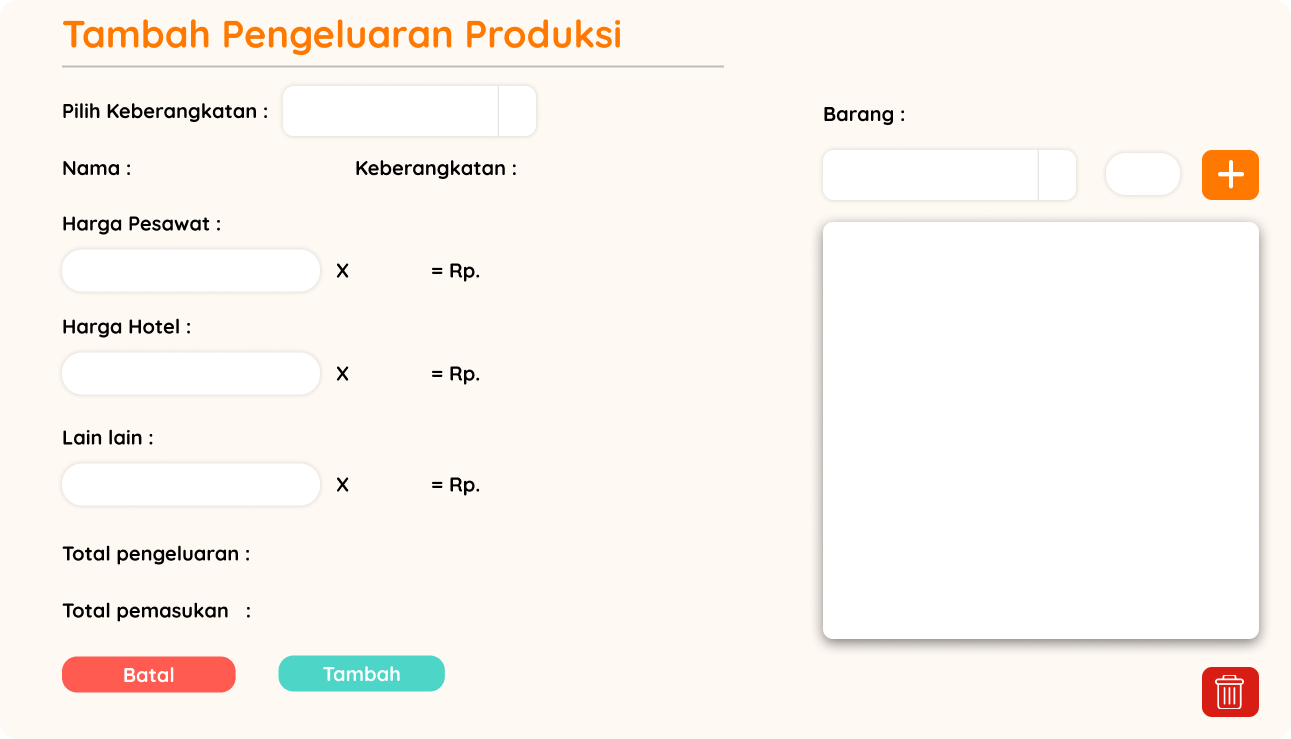 Tambah Pengeluaran Produksi
Pilih Keberangkatan :
Nama :
Keberangkatan :
Harga Pesawat :
X = Rp.
Harga Hotel :
X = Rp.
Lain lain :
X = Rp.
Total pengeluaran :
Total pemasukan :
Batal
Tambah
Barang :